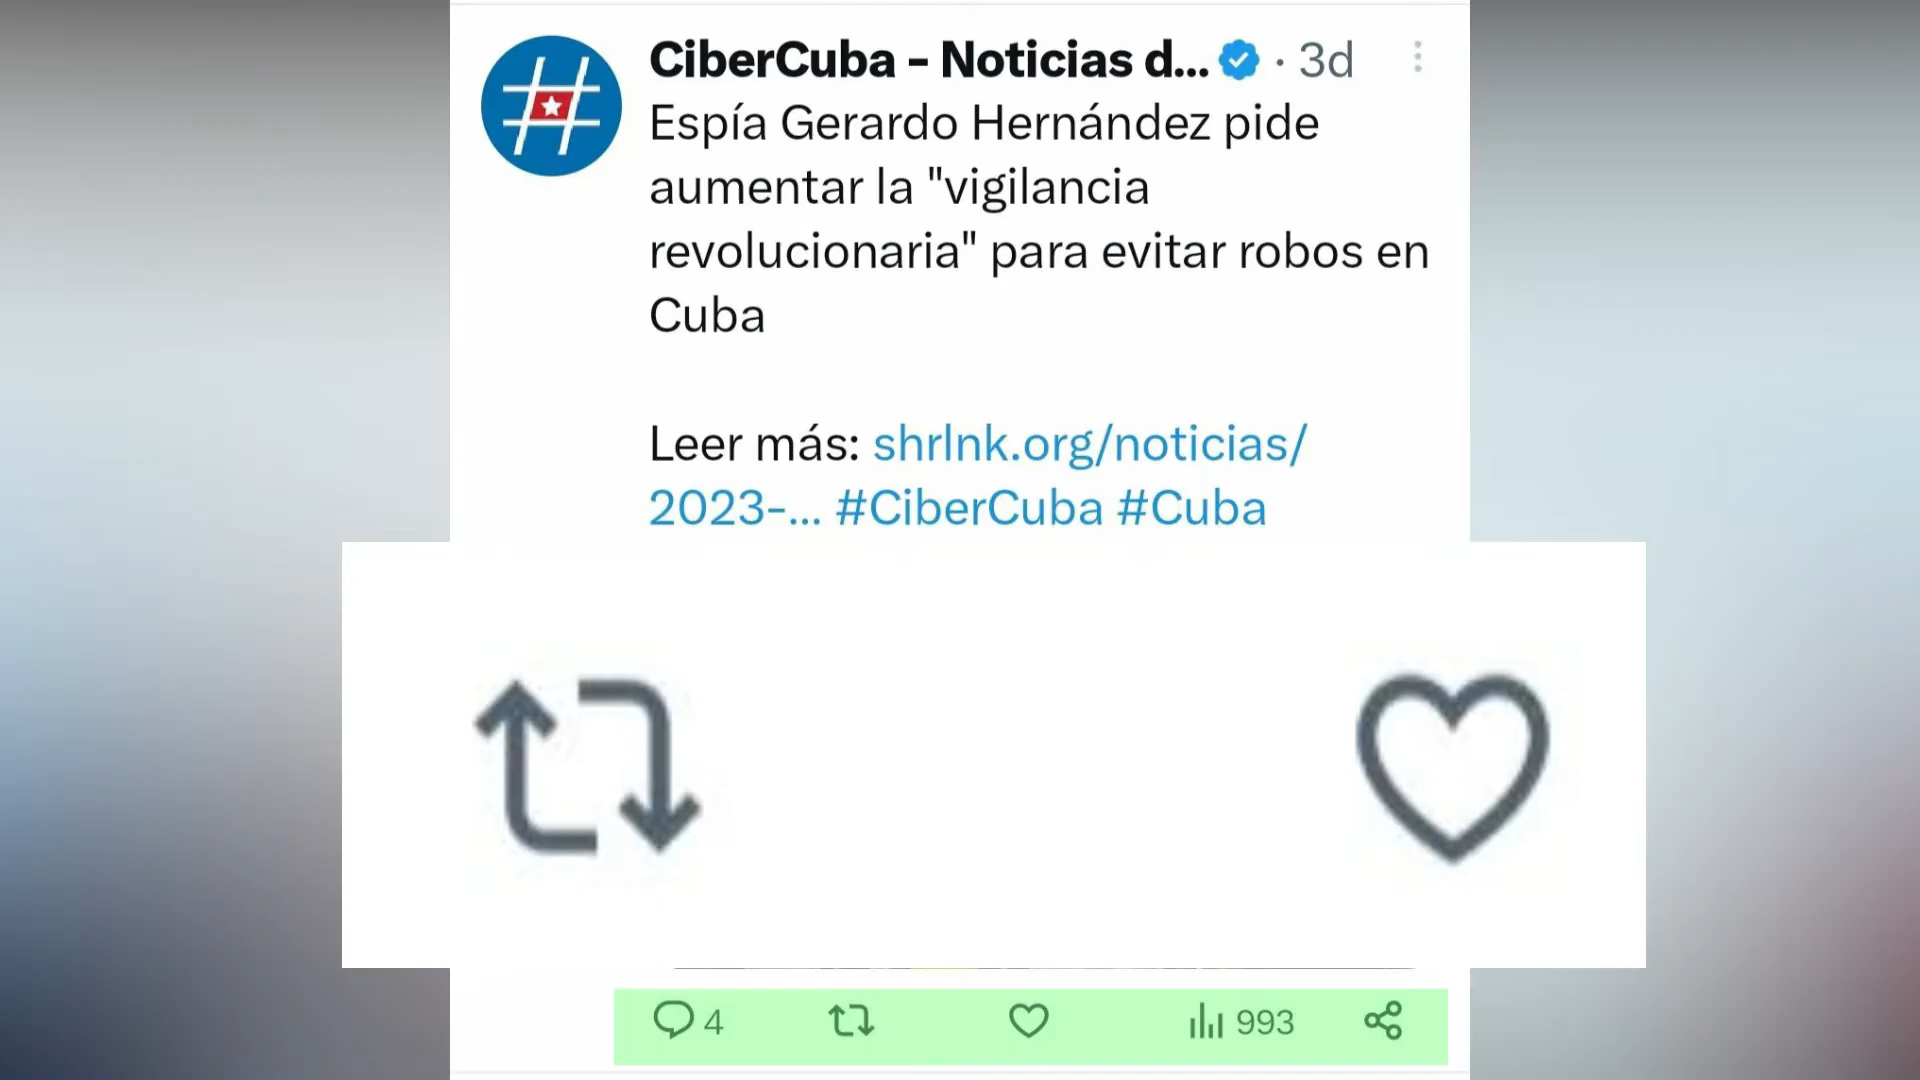 CiberCuba - Noticias d... · 3d
Espía Gerardo Hernández pide
aumentar la "vigilancia
revolucionaria" para evitar robos en
Cuba
Leer más: shrlnk.org/noticias/
2023-... #CiberCuba #Cuba
4 993